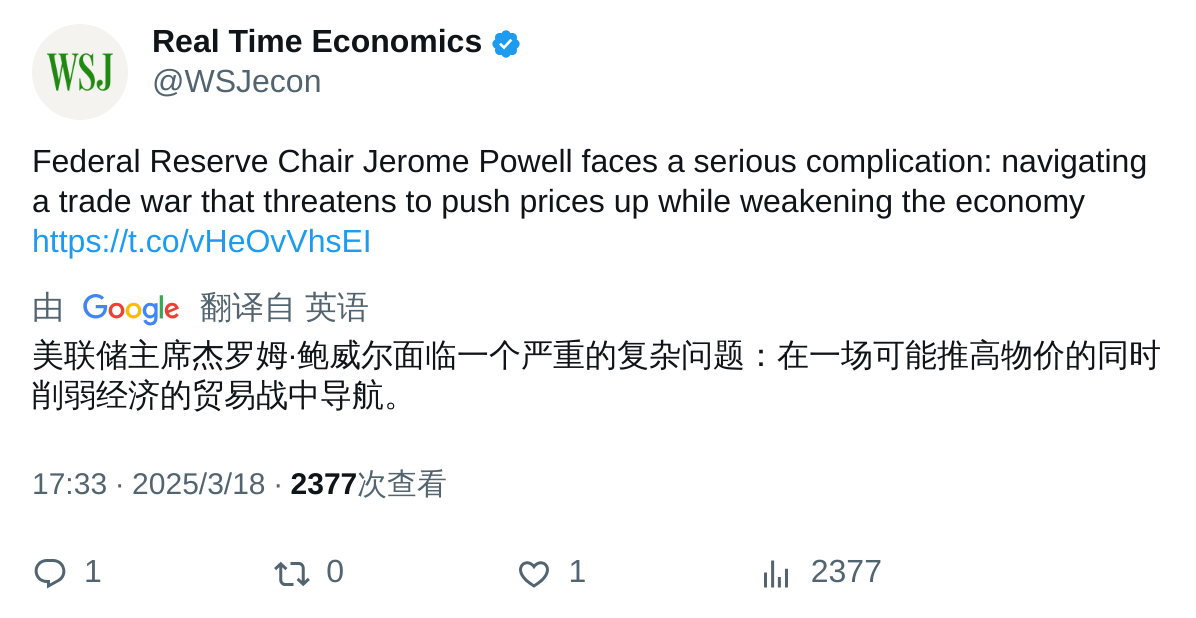 WSJ
Real Time Economics
@WSJecon
Federal Reserve Chair Jerome Powell faces a serious complication: navigating
a trade war that threatens to push prices up while weakening the economy
https://t.co/vHeOvVhsEI
由 Google 翻译自 英语
美联储主席杰罗姆·鲍威尔面临一个严重的复杂问题：在一场可能推高物价的同时
削弱经济的贸易战中导航。
17:33 · 2025/3/18 · 2377次查看
1 0 1 2377